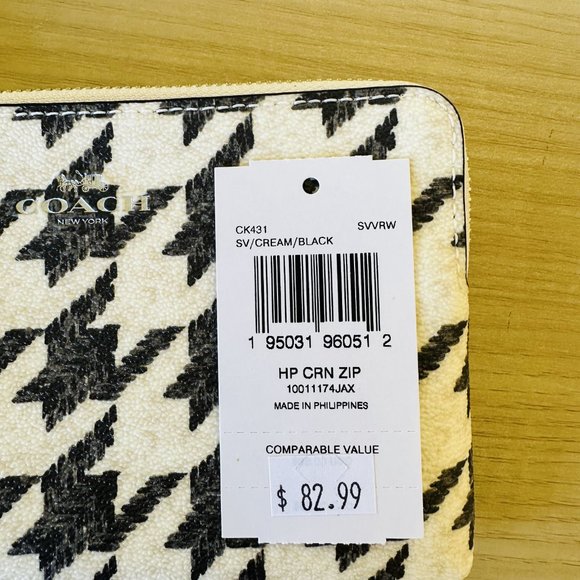 COACH
NEW YORK
CK431 SVVRW
SV/CREAM/BLACK
1 95031 96051 2
HP CRN ZIP
10011174JAX
MADE IN PHILIPPINES
COMPARABLE VALUE
$ 82.99